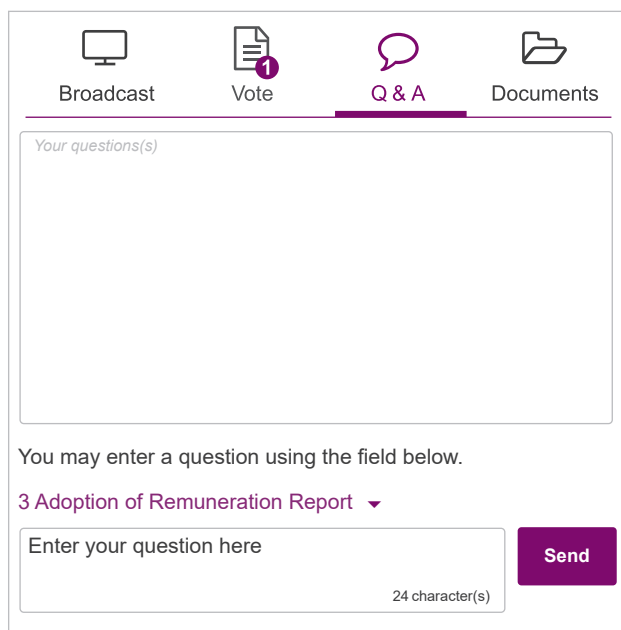 1
Broadcast Vote Q & A Documents
Your questions(s)
You may enter a question using the field below.
3 Adoption of Remuneration Report
Enter your question here
Send
24 character(s)